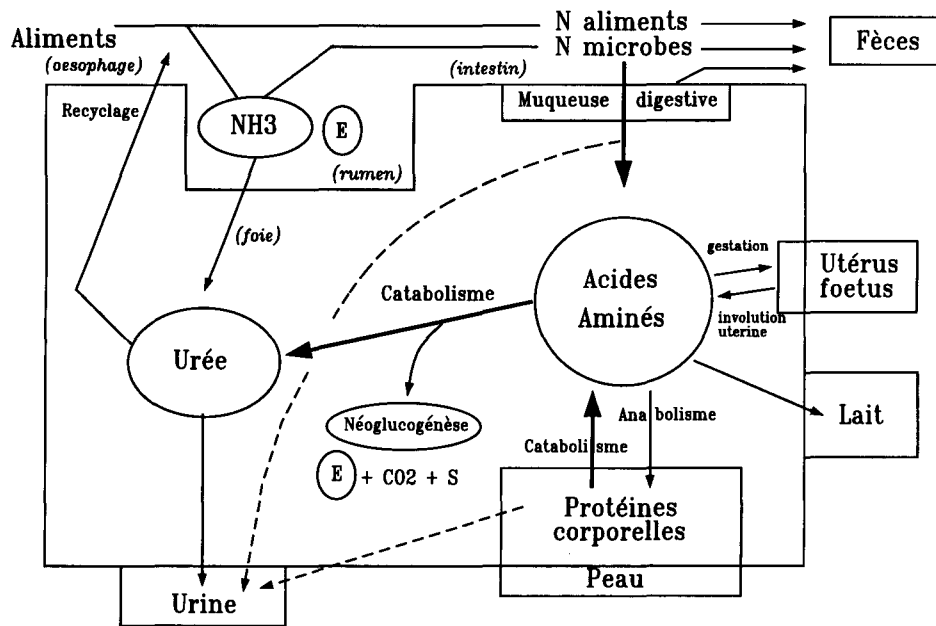 N aliments
Aliments
N microbes
Fèces
(oesophage)
(intestin)
Recyclage
Muqueuse digestive
NH3
E
(rumen)
(foie)
gestation
Utérus
foetus
Acides
Aminés
Catabolisme
involution
uterine
Urée
Néoglucogénèse
Anabolisme
Lait
Catabolisme
E + CO2 + S
Protéines
corporelles
Peau
Urine